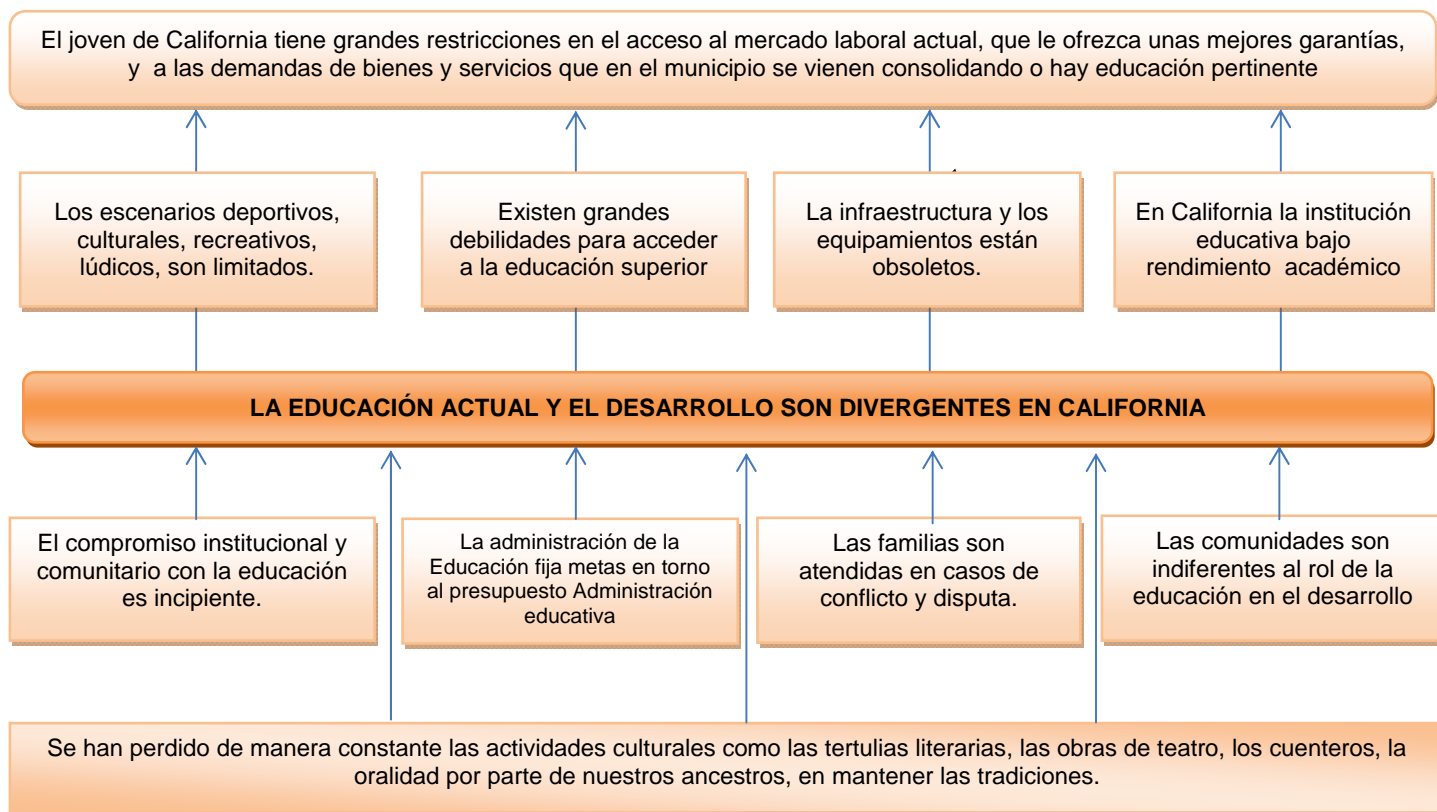 El joven de California tiene grandes restricciones en el acceso al mercado laboral actual, que le ofrezca unas mejores garantías,
y a las demandas de bienes y servicios que en el municipio se vienen consolidando o hay educación pertinente
Los escenarios deportivos,
culturales, recreativos,
lúdicos, son limitados.
Existen grandes
debilidades para acceder
a la educación superior
La infraestructura y los
equipamientos están
obsoletos.
En California la institución
educativa bajo
rendimiento académico
LA EDUCACIÓN ACTUAL Y EL DESARROLLO SON DIVERGENTES EN CALIFORNIA
El compromiso institucional y
comunitario con la educación
es incipiente.
La administración de la
Educación fija metas en torno
al presupuesto Administración
educativa
Las familias son
atendidas en casos de
conflicto y disputa.
Las comunidades son
indiferentes al rol de la
educación en el desarrollo
Se han perdido de manera constante las actividades culturales como las tertulias literarias, las obras de teatro, los cuenteros, la
oralidad por parte de nuestros ancestros, en mantener las tradiciones.